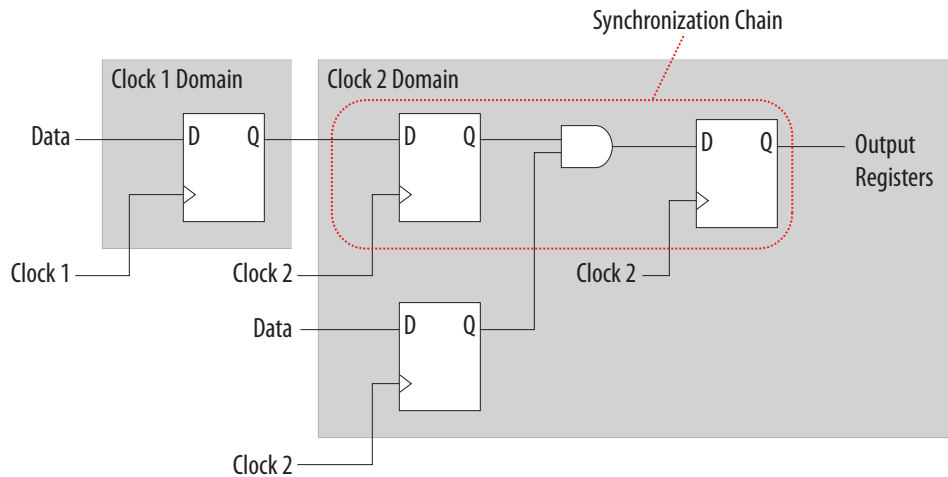 Synchronization Chain
Clock 1 Domain
Clock 2 Domain
Data
D Q
D Q
D Q
Output
Registers
Clock 1
Clock 2
Clock 2
Data
D Q
Clock 2